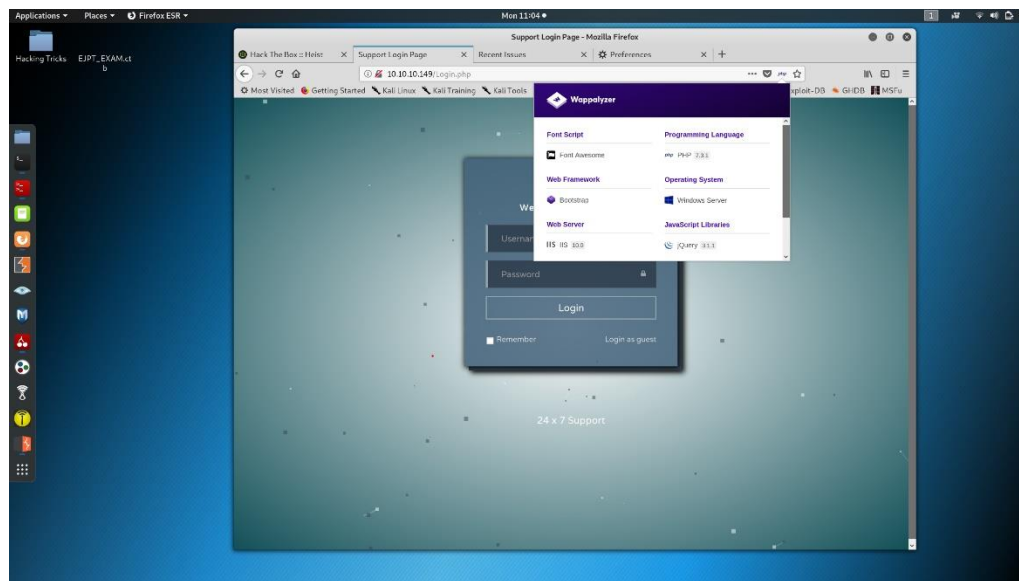 Applications Places Firefox ESR Mon 11:04
1
Hacking Tricks
EJPT_EXAM.ct
b
Support Login Page - Mozilla Firefox
Hack The Box :: Heist
Support Login Page
Recent Issues
Preferences
10.10.10.149/Login.php
Most Visited Getting Started Kali Linux Kali Training Kali Tools xploit-DB GHDB MSFu
Wappalyzer
Font Script Programming Language
Font Awesome PHP 7.3.1
Web Framework Operating System
Bootstrap Windows Server
Web Server JavaScript Libraries
IIS IIS 10.0 jQuery 3.1.1
We
Usernam
Password
Login
Remember Login as guest
24 x 7 Support